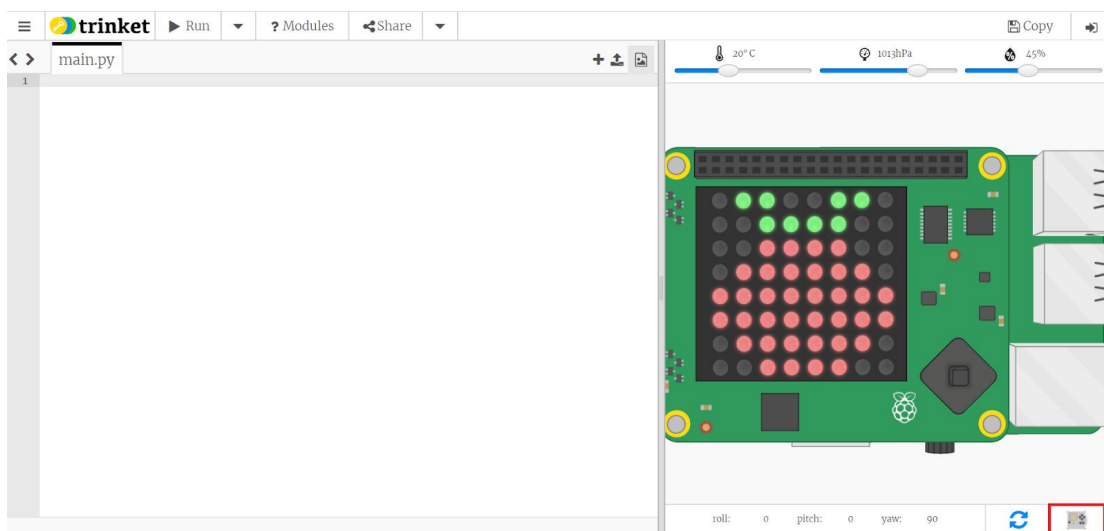 trinket Run ? Modules Share Copy
main.py
20° C 1013hPa 45%
1
roll: 0 pitch: 0 yaw: 90